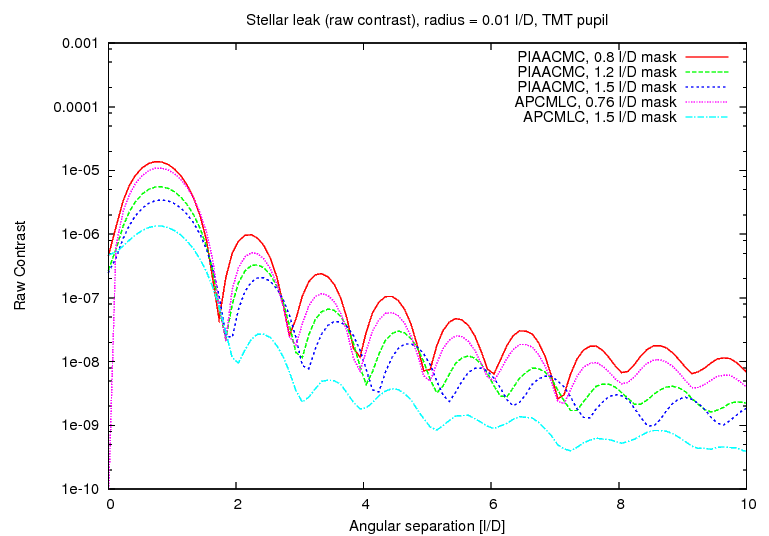 Stellar leak (raw contrast), radius = 0.01 l/D, TMT pupil
0.001
PIAACMC, 0.8 l/D mask
PIAACMC, 1.2 l/D mask
PIAACMC, 1.5 l/D mask
APCMLC, 0.76 l/D mask
APCMLC, 1.5 l/D mask
0.0001
1e-05
1e-06
Raw Contrast
1e-07
1e-08
1e-09
1e-10
0 2 4 6 8 10
Angular separation [l/D]